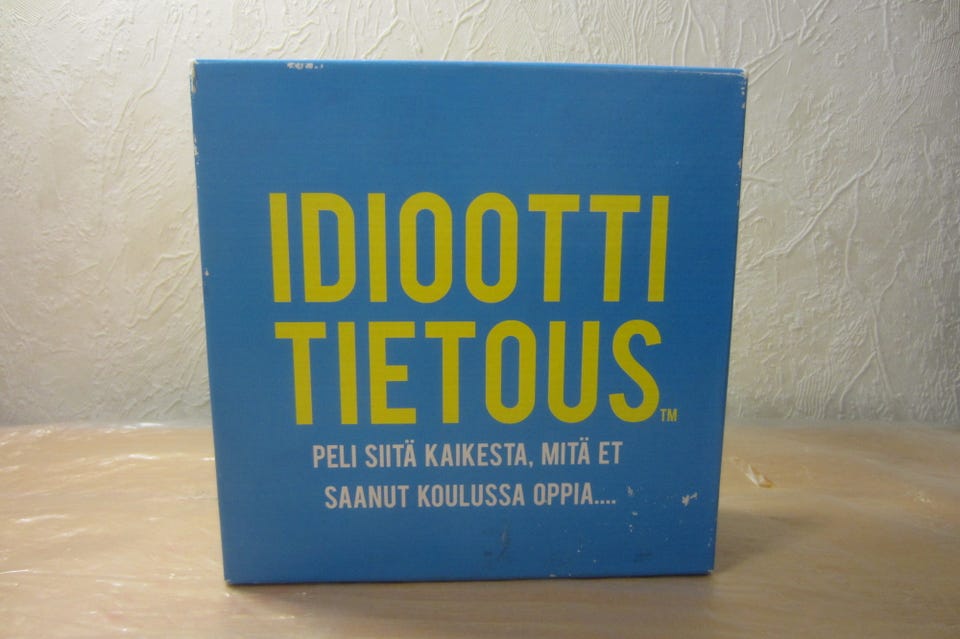 IDIOOTTI
TIETOUS™
PELI SIITÄ KAIKESTA, MITÄ ET
SAANUT KOULUSSA OPPIA....